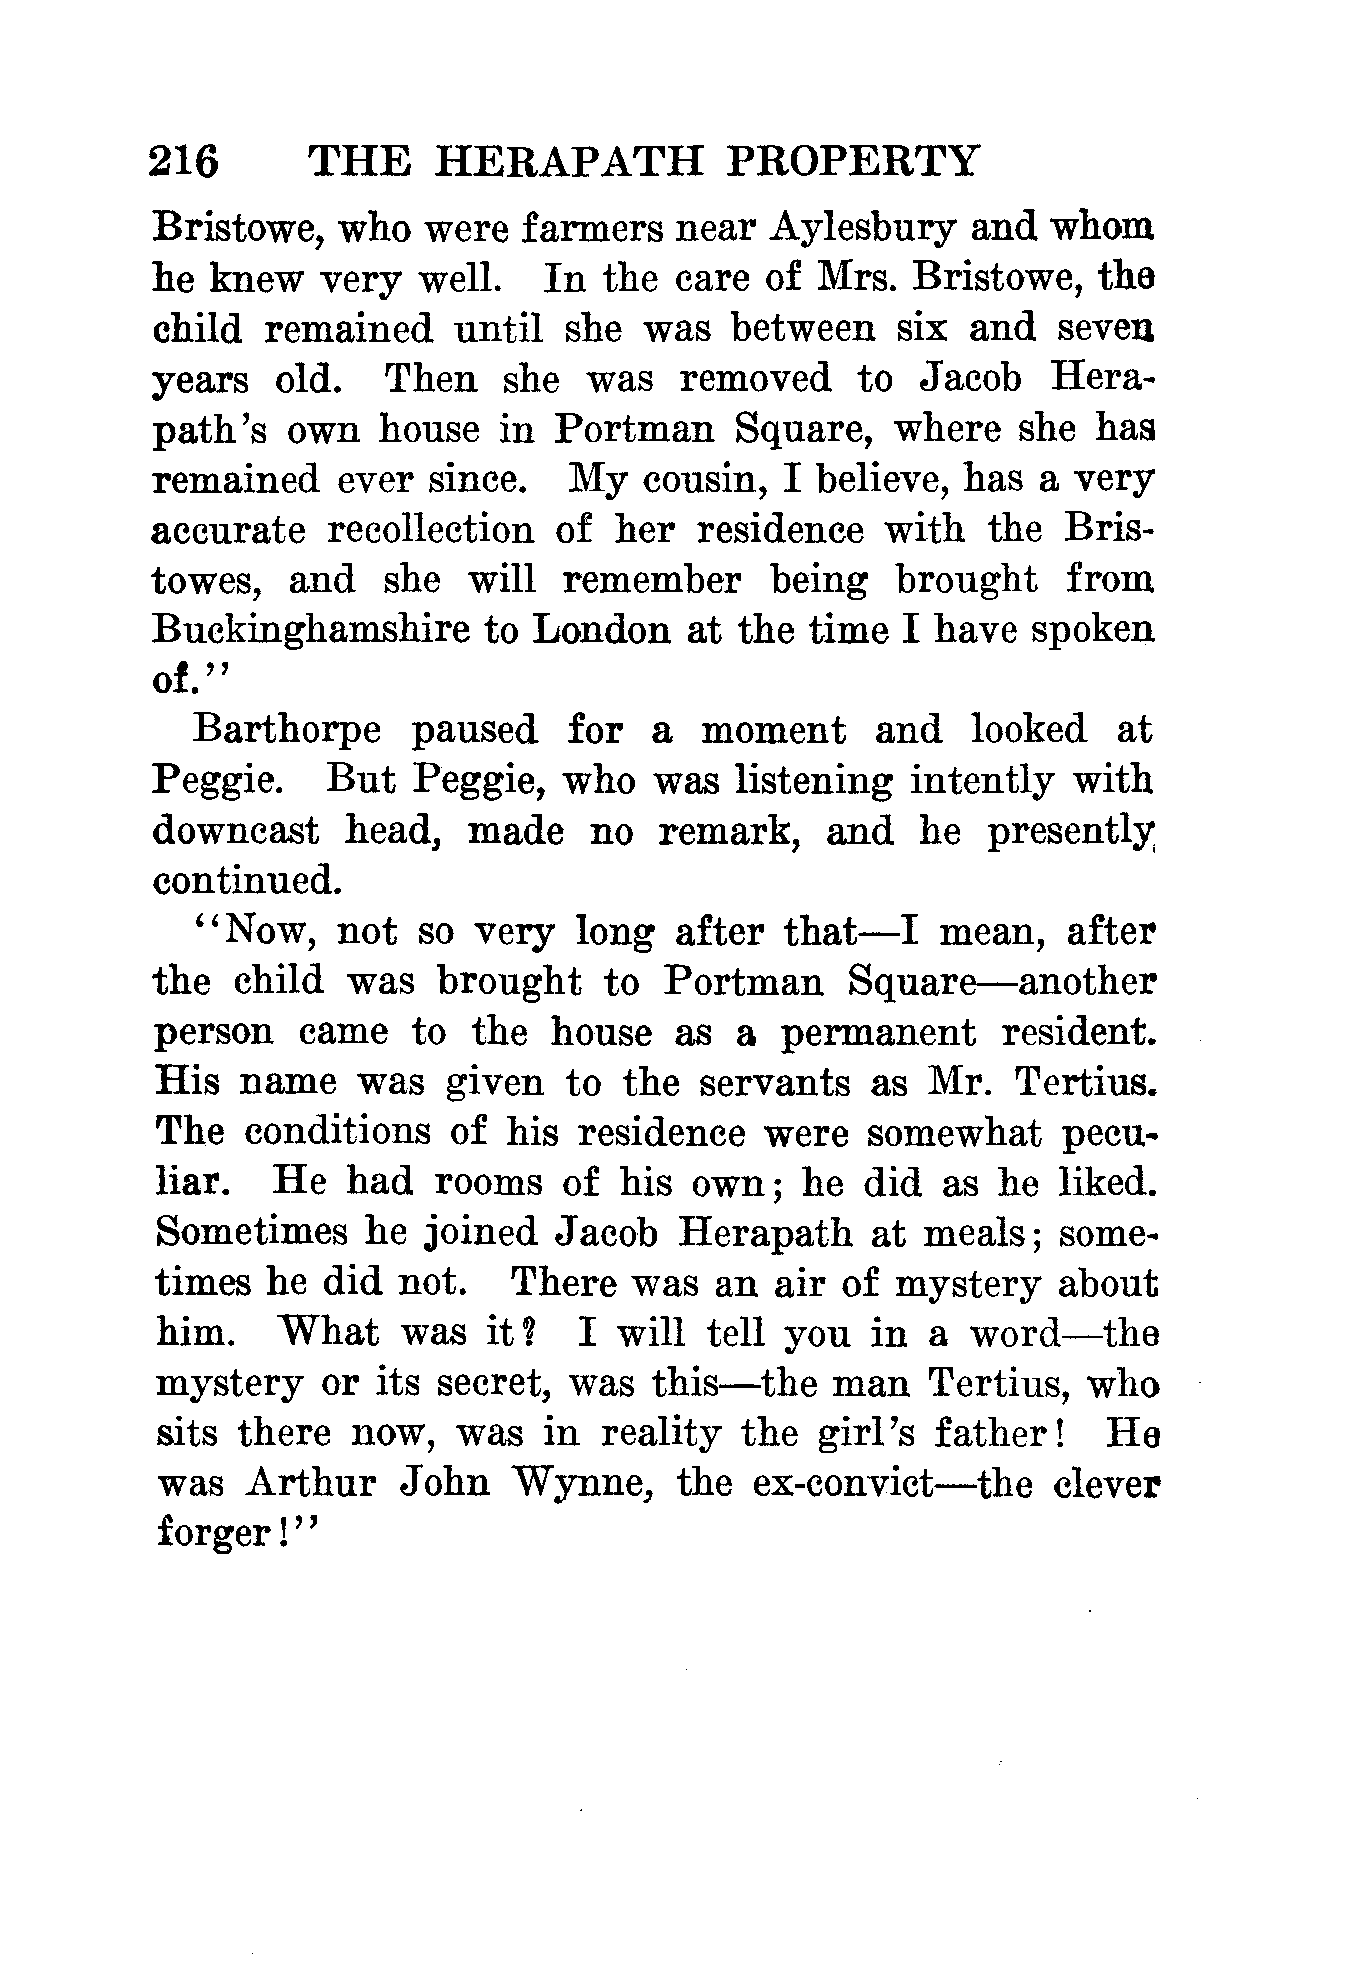 216 THE HERAPATH PROPERTY
Bristowe, who were farmers near Aylesbury and whom
he knew very well. In the care of Mrs. Bristowe, the
child remained until she was between six and seven
years old. Then she was removed to Jacob Hera-
path's own house in Portman Square, where she has
remained ever since. My cousin, I believe, has a very
accurate recollection of her residence with the Bris-
towes, and she will remember being brought from
Buckinghamshire to London at the time I have spoken
of."
Barthorpe paused for a moment and looked at
Peggie. But Peggie, who was listening intently with
downcast head, made no remark, and he presently
continued.
"Now, not so very long after that—I mean, after
the child was brought to Portman Square—another
person came to the house as a permanent resident.
His name was given to the servants as Mr. Tertius.
The conditions of his residence were somewhat pecu-
liar. He had rooms of his own; he did as he liked.
Sometimes he joined Jacob Herapath at meals; some-
times he did not. There was an air of mystery about
him. What was it? I will tell you in a word—the
mystery or its secret, was this—the man Tertius, who
sits there now, was in reality the girl's father! He
was Arthur John Wynne, the ex-convict—the clever
forger!"